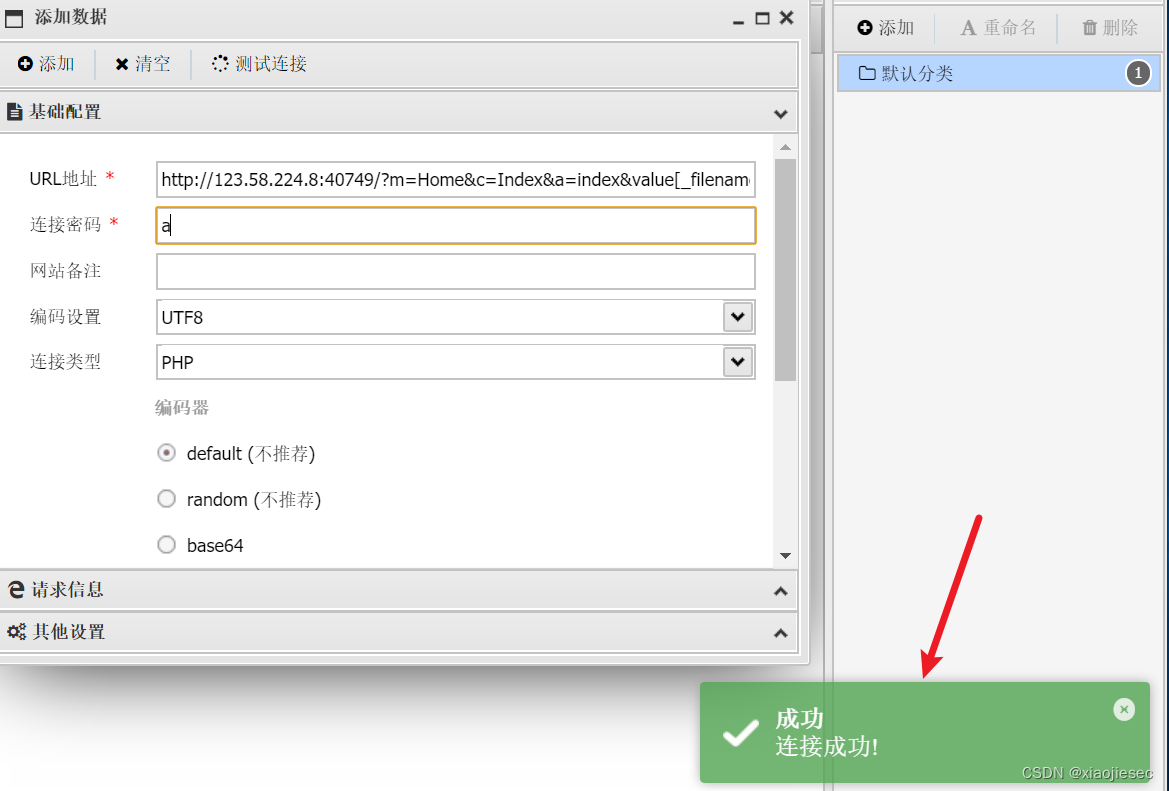 添加数据
添加 清空 测试连接
基础配置
URL地址 *
http://123.58.224.8:40749/?m=Home&c=Index&a=index&value[_filenam
连接密码 *
a
网站备注
编码设置
UTF8
连接类型
PHP
编码器
default (不推荐)
random (不推荐)
base64
请求信息
其他设置
添加 A 重命名 删除
默认分类 1
成功
连接成功!
CSDN @xiaojiesec